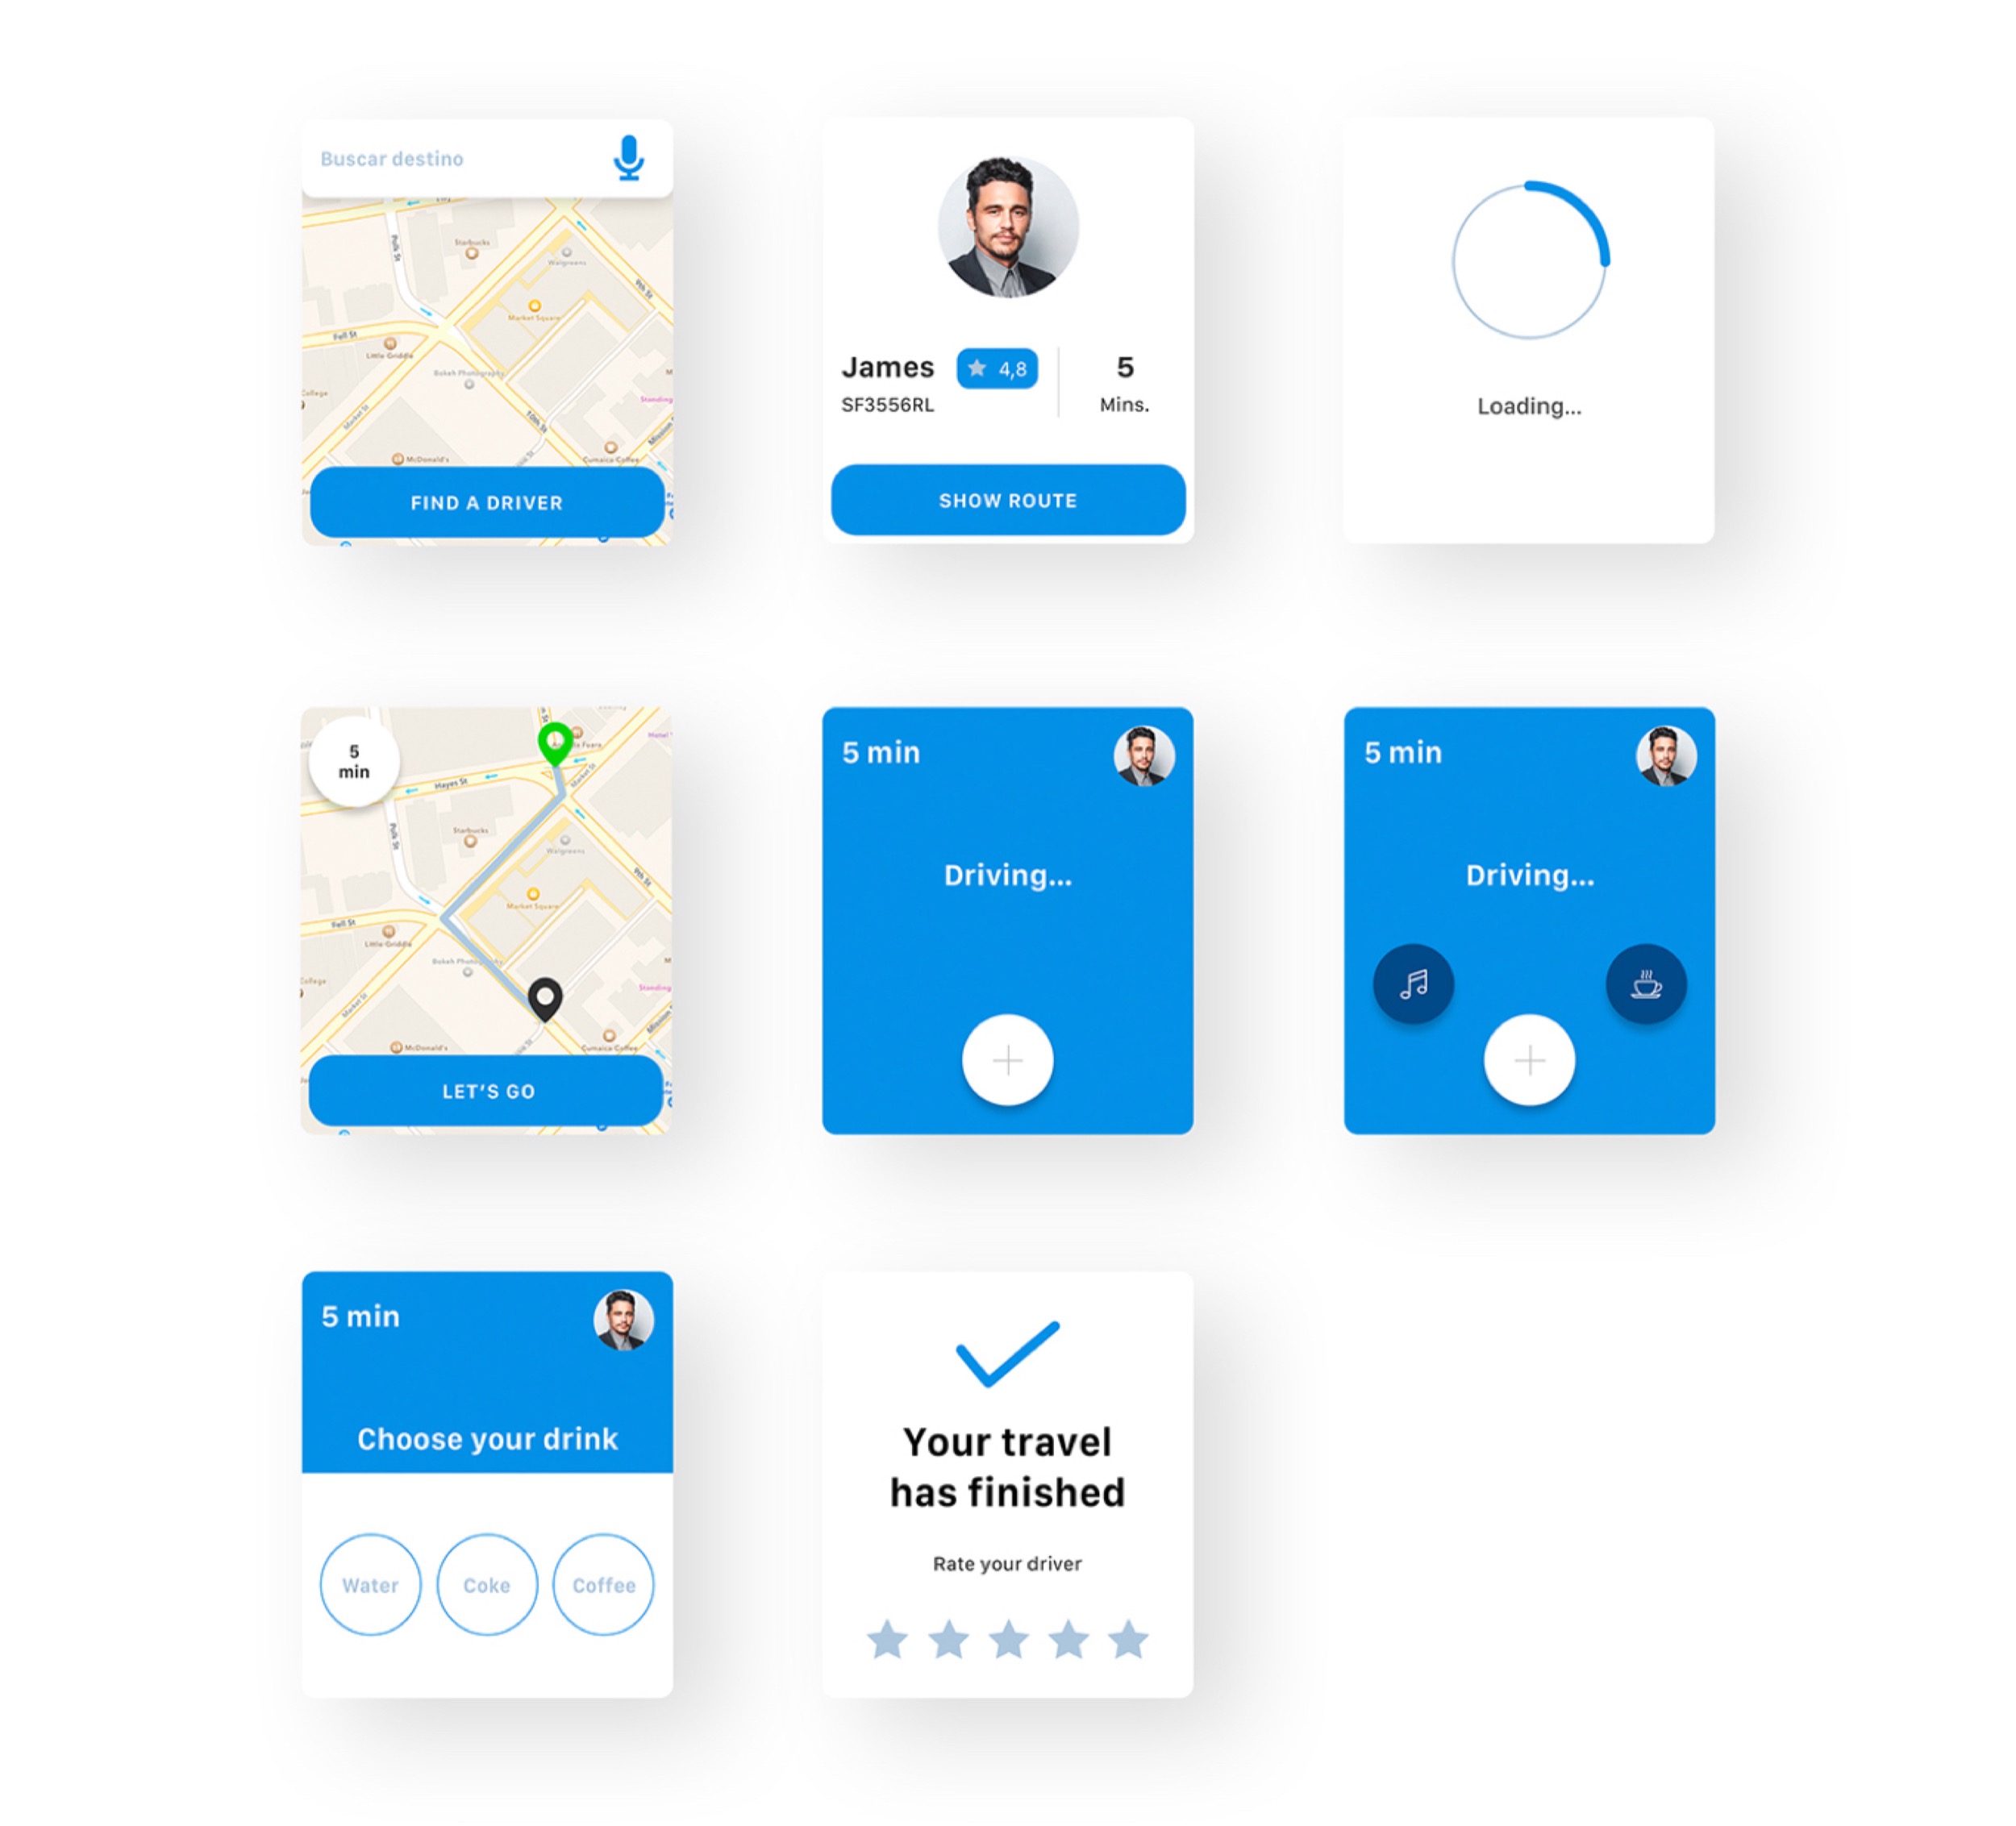 Buscar destino
Polk St
Starbucks
Walgreens
9th St
Market Square
Fell St
Little Griddle
Bokeh Photography
College
Market St
10th St
Standing
Mission
McDonald's
Cumaica Coffee
FIND A DRIVER
James
4,8
5
SF3556RL
Mins.
SHOW ROUTE
Loading...
5
min
Hotel
Hayes St
Market St
Polk St
Starbucks
Walgreens
9th St
Market Square
Fell St
Little Griddle
College
Market St
Standing
Mission
McDonald's
Cumaica Coffee
LET'S GO
5 min
Driving...
5 min
Driving...
5 min
Choose your drink
Water
Coke
Coffee
Your travel
has finished
Rate your driver